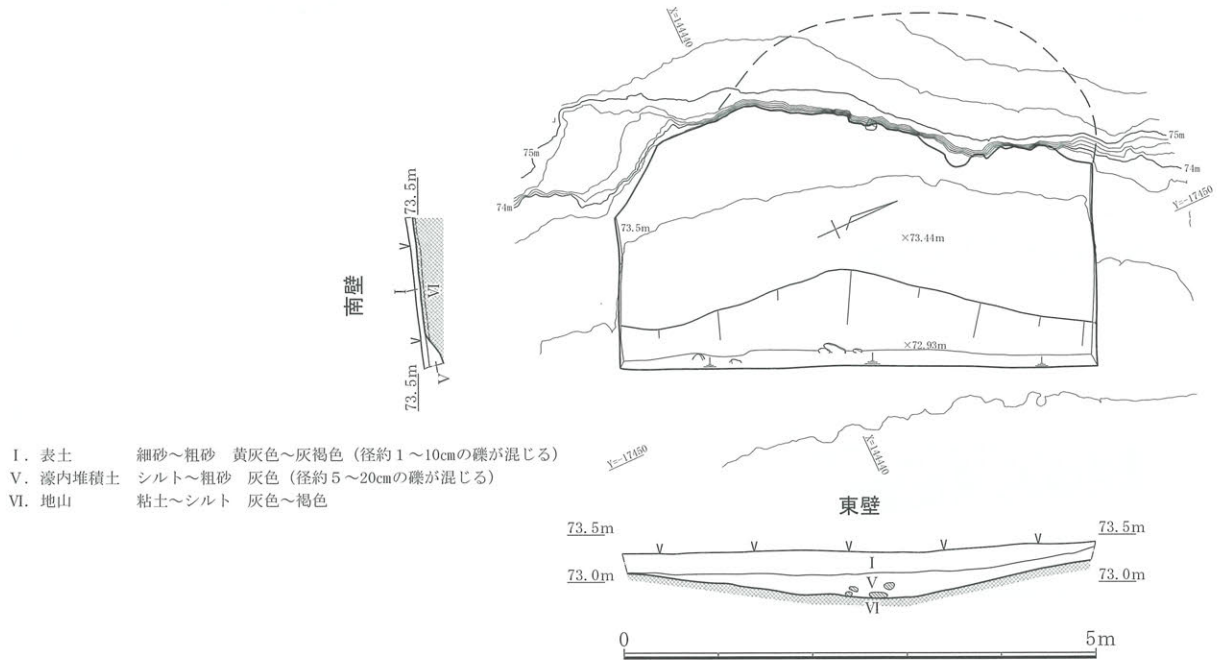 X=144440
75m
75m
74m
74m
Y=-17450
73.5m
×73.44m
×72.93m
73.5m
南壁
I
VI
V
73.5m
I. 表土 細砂～粗砂 黄灰色～灰褐色（径約1～10cmの礫が混じる）
V. 濠内堆積土 シルト～粗砂 灰色（径約5～20cmの礫が混じる）
VI. 地山 粘土～シルト 灰色～褐色
Y=-17450
X=144440
東壁
73.5m
73.5m
I
73.0m
V
73.0m
VI
0 5m